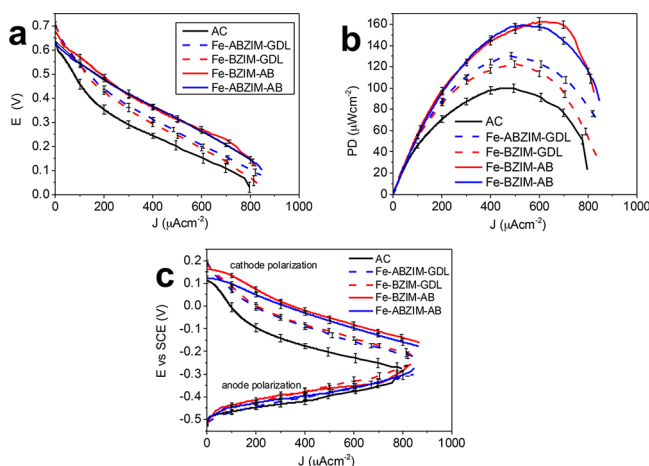 a
0.7
0.6
0.5
0.4
0.3
0.2
0.1
0.0
E (V)
0 200 400 600 800 1000
J (µAcm-2)
AC
Fe-ABZIM-GDL
Fe-BZIM-GDL
Fe-BZIM-AB
Fe-ABZIM-AB
b
160
140
120
100
80
60
40
20
0
PD (µWcm-2)
0 200 400 600 800 1000
J (µAcm-2)
AC
Fe-ABZIM-GDL
Fe-BZIM-GDL
Fe-BZIM-AB
Fe-BZIM-AB
c
0.2
0.1
0.0
-0.1
-0.2
-0.3
-0.4
-0.5
E vs SCE (V)
0 200 400 600 800 1000
J (µAcm-2)
cathode polarization
anode polarization
AC
Fe-ABZIM-GDL
Fe-BZIM-GDL
Fe-BZIM-AB
Fe-ABZIM-AB